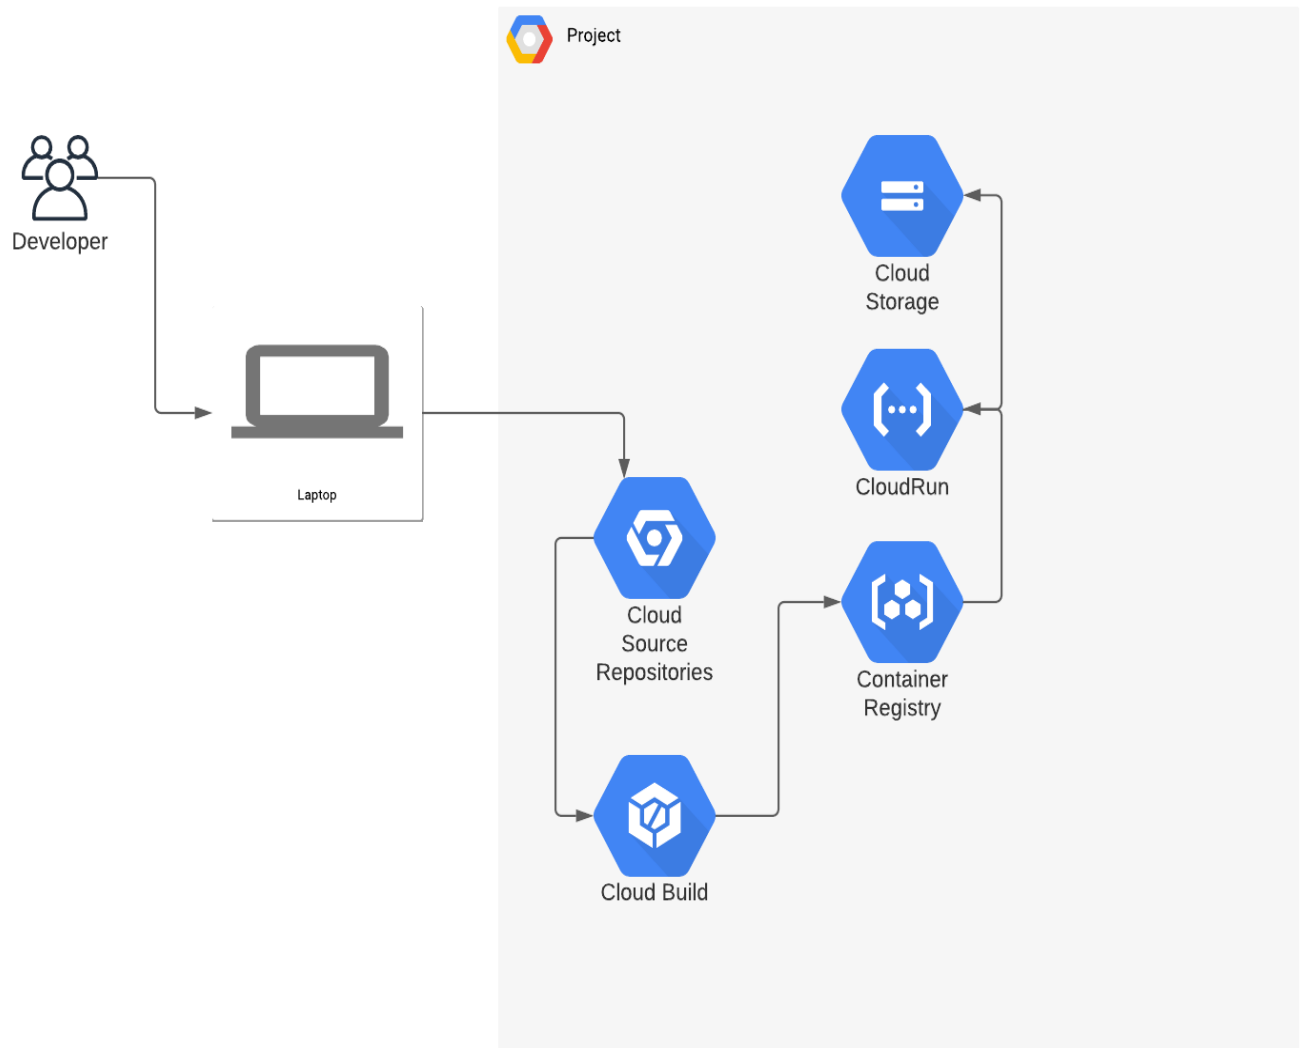 Project
Developer
Laptop
Cloud
Storage
CloudRun
Cloud
Source
Repositories
Container
Registry
Cloud Build